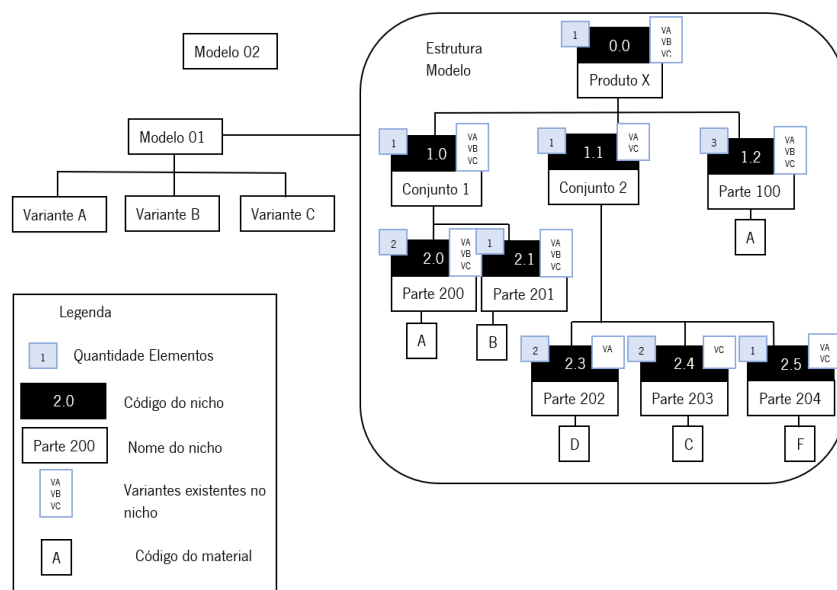 Modelo 02
Modelo 01
Variante A
Variante B
Variante C
Estrutura
Modelo
1
0.0
VA
VB
VC
Produto X
1
1.0
VA
VB
VC
Conjunto 1
1
1.1
VA
VC
Conjunto 2
3
1.2
VA
VB
VC
Parte 100
A
2
2.0
VA
VB
VC
Parte 200
A
1
2.1
VA
VB
VC
Parte 201
B
2
2.3
VA
Parte 202
D
2
2.4
VC
Parte 203
C
1
2.5
VA
VC
Parte 204
F
Legenda
1
Quantidade Elementos
2.0
Código do nicho
Parte 200
Nome do nicho
VA
VB
VC
Variantes existentes no
nicho
A
Código do material